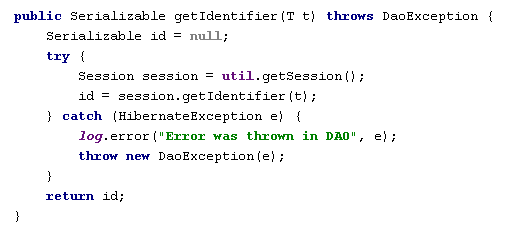 public Serializable getIdentifier(T t) throws DaoException {
    Serializable id = null;
    try {
        Session session = util.getSession();
        id = session.getIdentifier(t);
    } catch (HibernateException e) {
        log.error("Error was thrown in DAO", e);
        throw new DaoException(e);
    }
    return id;
}